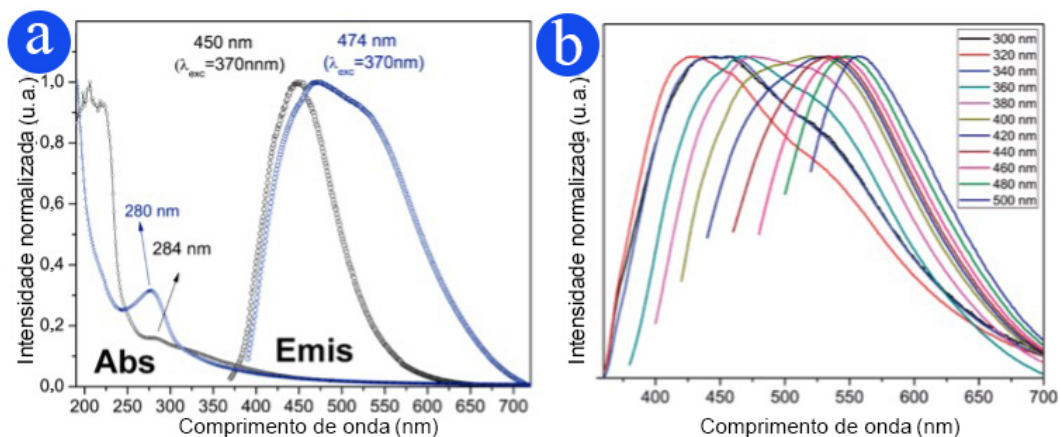 a
450 nm
(λexc=370nnm)
474 nm
(λexc=370nm)
280 nm
284 nm
Abs
Emis
Intensidade normalizada (u. a.)
1,0
0,8
0,6
0,4
0,2
0,0
200 250 300 350 400 450 500 550 600 650 700
Comprimento de onda (nm)
b
300 nm
320 nm
340 nm
360 nm
380 nm
400 nm
420 nm
440 nm
460 nm
480 nm
500 nm
Intensidade normalizada (u. a.)
400 450 500 550 600 650 700
Comprimento de onda (nm)